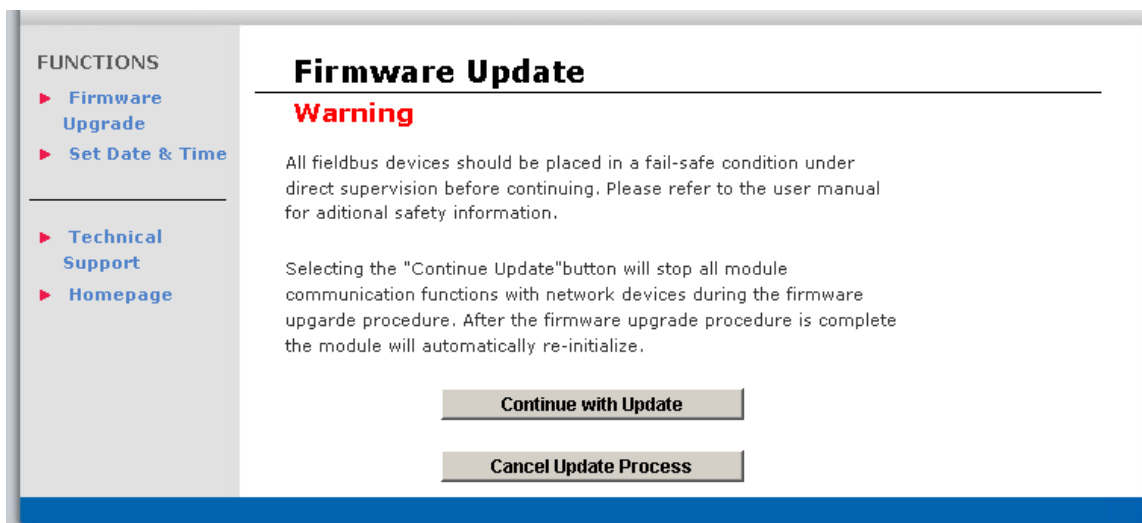 FUNCTIONS
Firmware
Upgrade
Set Date & Time
Technical
Support
Homepage
Firmware Update
Warning
All fieldbus devices should be placed in a fail-safe condition under
direct supervision before continuing. Please refer to the user manual
for aditional safety information.
Selecting the "Continue Update"button will stop all module
communication functions with network devices during the firmware
upgarde procedure. After the firmware upgrade procedure is complete
the module will automatically re-initialize.
Continue with Update
Cancel Update Process